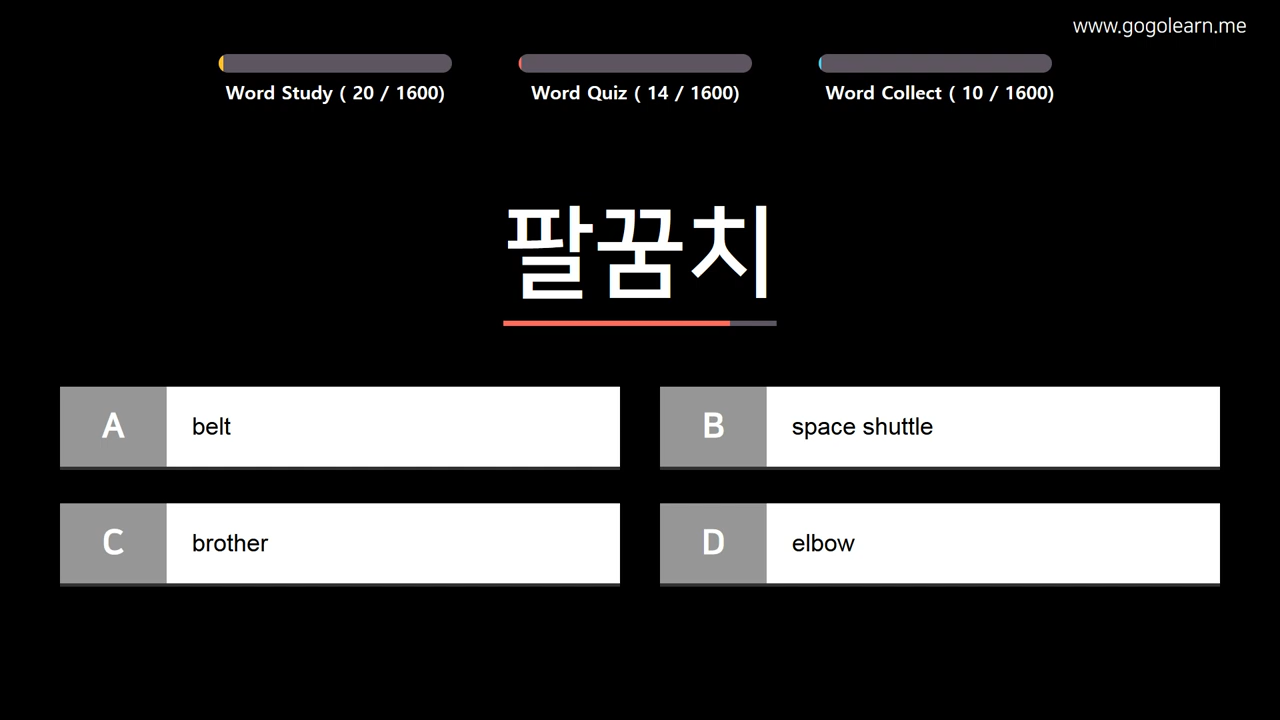 www.gogolearn.me
Word Study ( 20 / 1600)
Word Quiz ( 14 / 1600)
Word Collect ( 10 / 1600)
팔꿈치
A belt
B space shuttle
C brother
D elbow